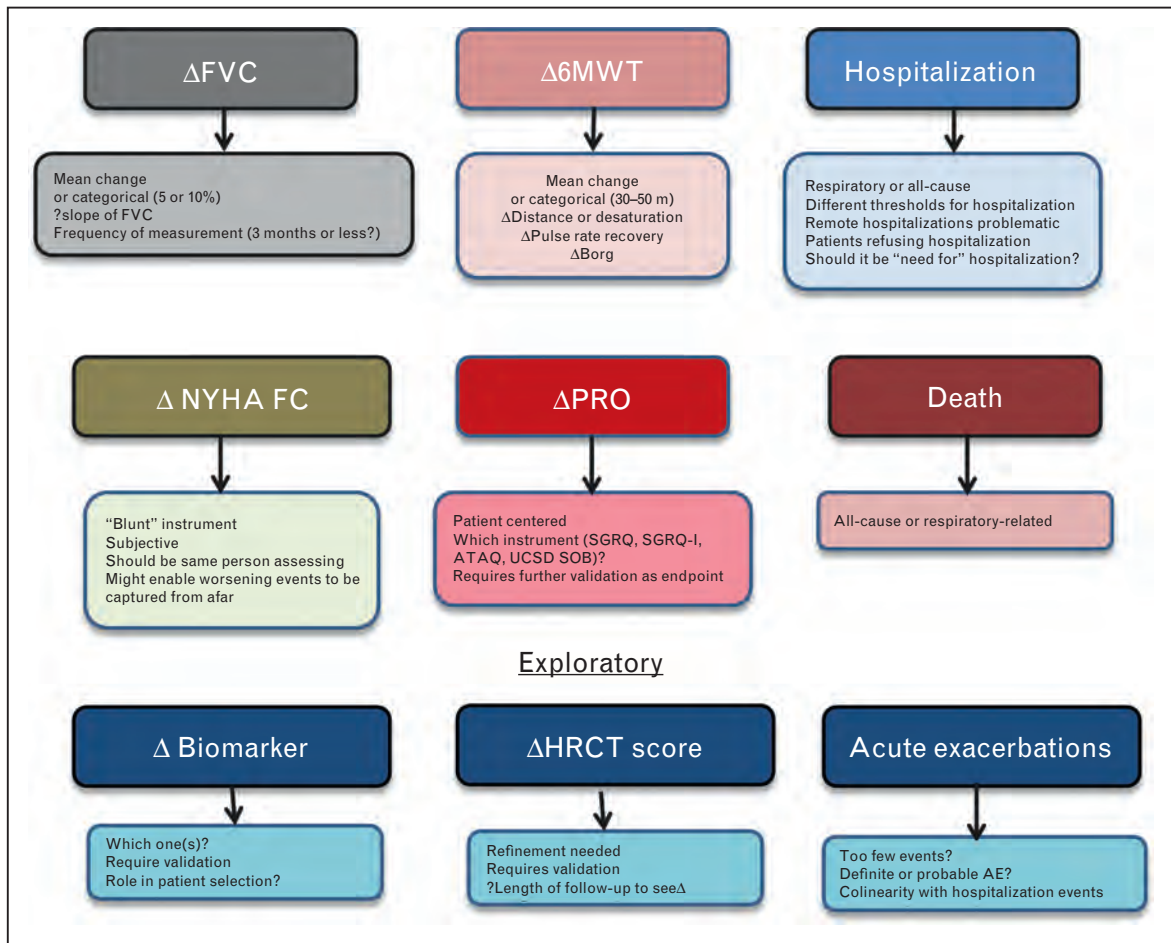 ΔFVC
Δ6MWT
Hospitalization
Mean change
or categorical (5 or 10%)
?slope of FVC
Frequency of measurement (3 months or less?)
Mean change
or categorical (30–50 m)
ΔDistance or desaturation
ΔPulse rate recovery
ΔBorg
Respiratory or all-cause
Different thresholds for hospitalization
Remote hospitalizations problematic
Patients refusing hospitalization
Should it be “need for” hospitalization?
Δ NYHA FC
ΔPRO
Death
“Blunt” instrument
Subjective
Should be same person assessing
Might enable worsening events to be
captured from afar
Patient centered
Which instrument (SGRQ, SGRQ-I,
ATAQ, UCSD SOB)?
Requires further validation as endpoint
All-cause or respiratory-related
Exploratory
Δ Biomarker
ΔHRCT score
Acute exacerbations
Which one(s)?
Require validation
Role in patient selection?
Refinement needed
Requires validation
?Length of follow-up to seeΔ
Too few events?
Definite or probable AE?
Colinearity with hospitalization events